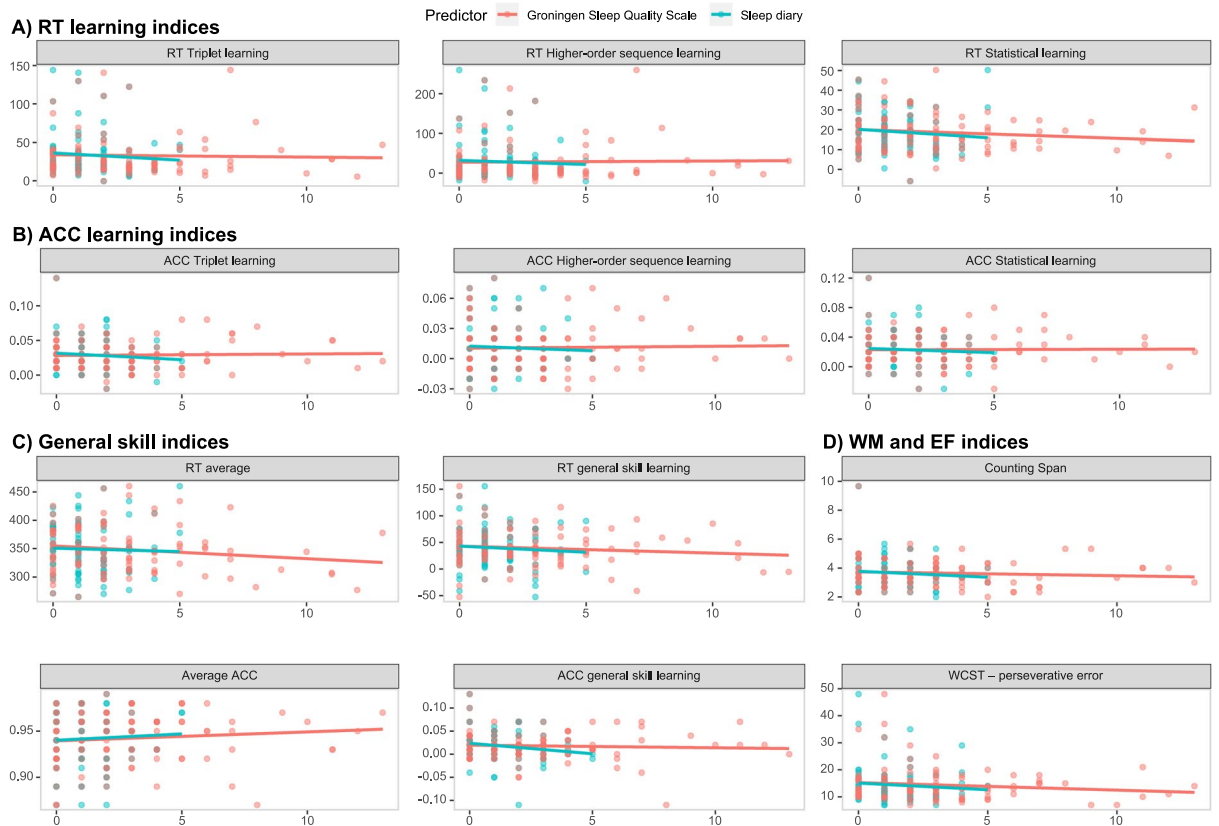 Predictor Groningen Sleep Quality Scale Sleep diary
A) RT learning indices
RT Triplet learning
RT Higher-order sequence learning
RT Statistical learning
150
100
50
0
0 5 10
200
100
0
0 5 10
50
40
30
20
10
0
0 5 10
B) ACC learning indices
ACC Triplet learning
ACC Higher-order sequence learning
ACC Statistical learning
0.10
0.05
0.00
0 5 10
0.06
0.03
0.00
-0.03
0 5 10
0.12
0.08
0.04
0.00
0 5 10
C) General skill indices
D) WM and EF indices
RT average
RT general skill learning
Counting Span
450
400
350
300
0 5 10
150
100
50
0
-50
0 5 10
10
8
6
4
2
0 5 10
Average ACC
ACC general skill learning
WCST – perseverative error
0.95
0.90
0 5 10
0.10
0.05
0.00
-0.05
-0.10
0 5 10
50
40
30
20
10
0 5 10